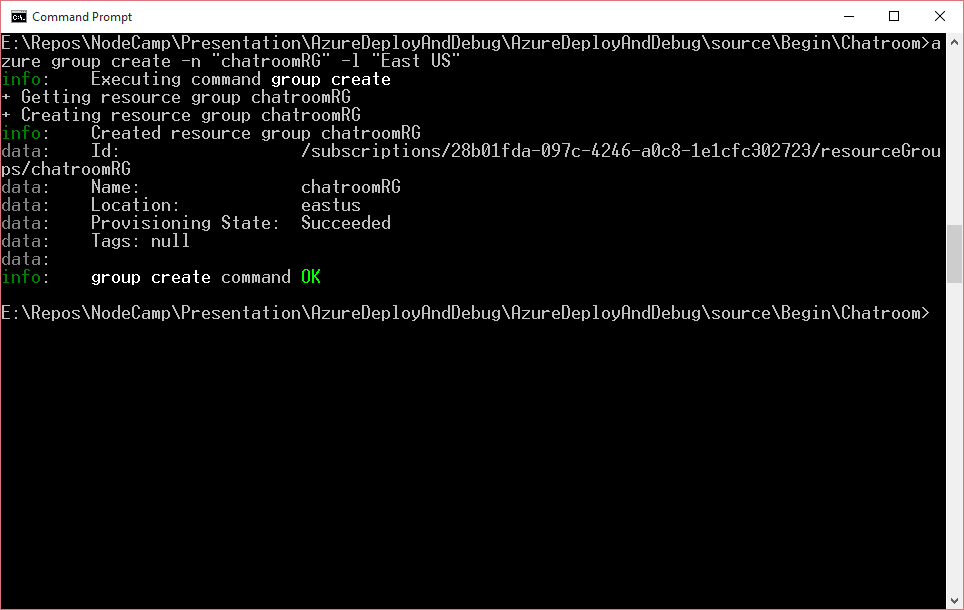 Command Prompt
E:\Repos\NodeCamp\Presentation\AzureDeployAndDebug\AzureDeployAndDebug\source\Begin\Chatroom>a
zure group create -n "chatroomRG" -l "East US"
info:    Executing command group create
+ Getting resource group chatroomRG
+ Creating resource group chatroomRG
info:    Created resource group chatroomRG
data:    Id:                  /subscriptions/28b01fda-097c-4246-a0c8-1e1cfc302723/resourceGrou
ps/chatroomRG
data:    Name:                chatroomRG
data:    Location:            eastus
data:    Provisioning State:  Succeeded
data:    Tags: null
data:
info:    group create command OK
E:\Repos\NodeCamp\Presentation\AzureDeployAndDebug\AzureDeployAndDebug\source\Begin\Chatroom>